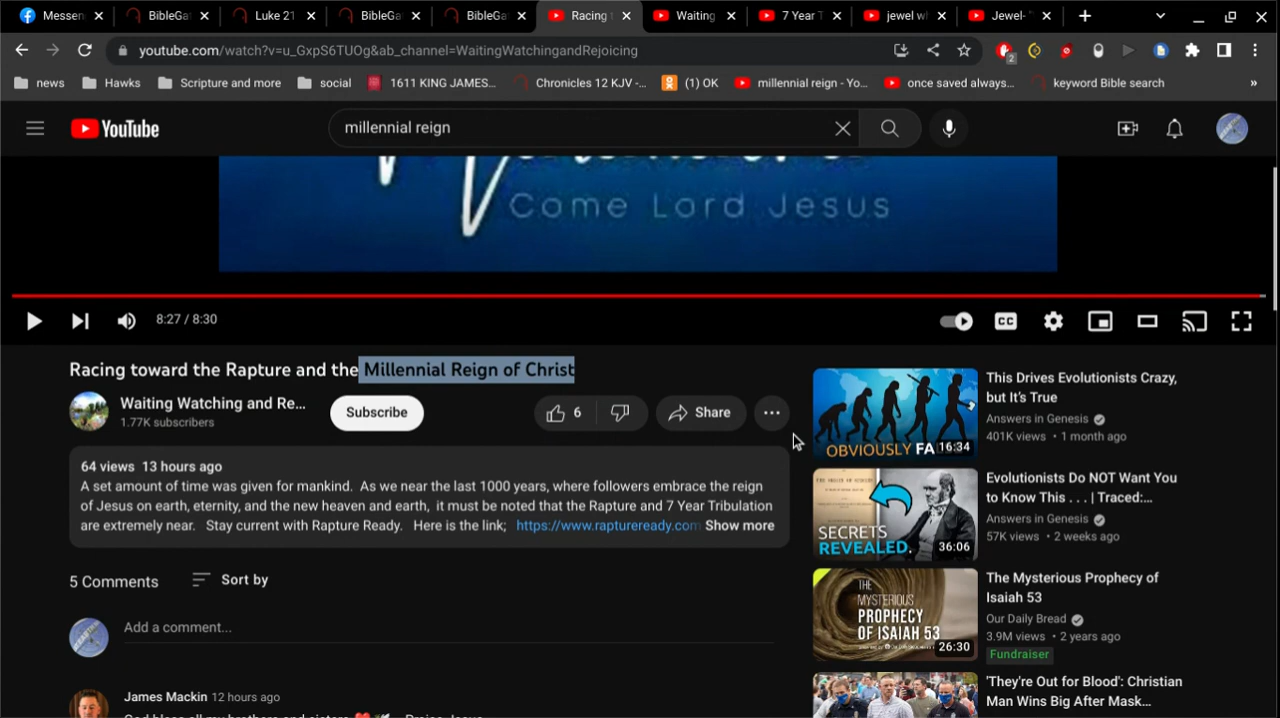 Messen
BibleGa
Luke 21
BibleGa
BibleGa
Racing t
Waiting
7 Year T
jewel w
Jewel- "
youtube.com/watch?v=u_GxpS6TUOg&ab_channel=WaitingWatchingandRejoicing
2
news
Hawks
Scripture and more
social
1611 KING JAMES...
Chronicles 12 KJV -...
(1) OK
millennial reign - Yo...
once saved always...
keyword Bible search
»
YouTube
millennial reign
Come Lord Jesus
8:27 / 8:30
CC
Racing toward the Rapture and the Millennial Reign of Christ
Waiting Watching and Re...
1.77K subscribers
Subscribe
6
Share
64 views 13 hours ago
A set amount of time was given for mankind. As we near the last 1000 years, where followers embrace the reign
of Jesus on earth, eternity, and the new heaven and earth, it must be noted that the Rapture and 7 Year Tribulation
are extremely near. Stay current with Rapture Ready. Here is the link; https://www.raptureready.com Show more
5 Comments
Sort by
Add a comment...
James Mackin 12 hours ago
God bless all my brothers and sisters
Praise Jesus
OBVIOUSLY FA
16:34
This Drives Evolutionists Crazy,
but It's True
Answers in Genesis
401K views • 1 month ago
SECRETS
REVEALED.
36:06
Evolutionists Do NOT Want You
to Know This . . . | Traced:...
Answers in Genesis
57K views • 2 weeks ago
THE
MYSTERIOUS
PROPHECY
OF ISAIAH 53
26:30
The Mysterious Prophecy of
Isaiah 53
Our Daily Bread
3.9M views • 2 years ago
Fundraiser
'They're Out for Blood': Christian
Man Wins Big After Mask...